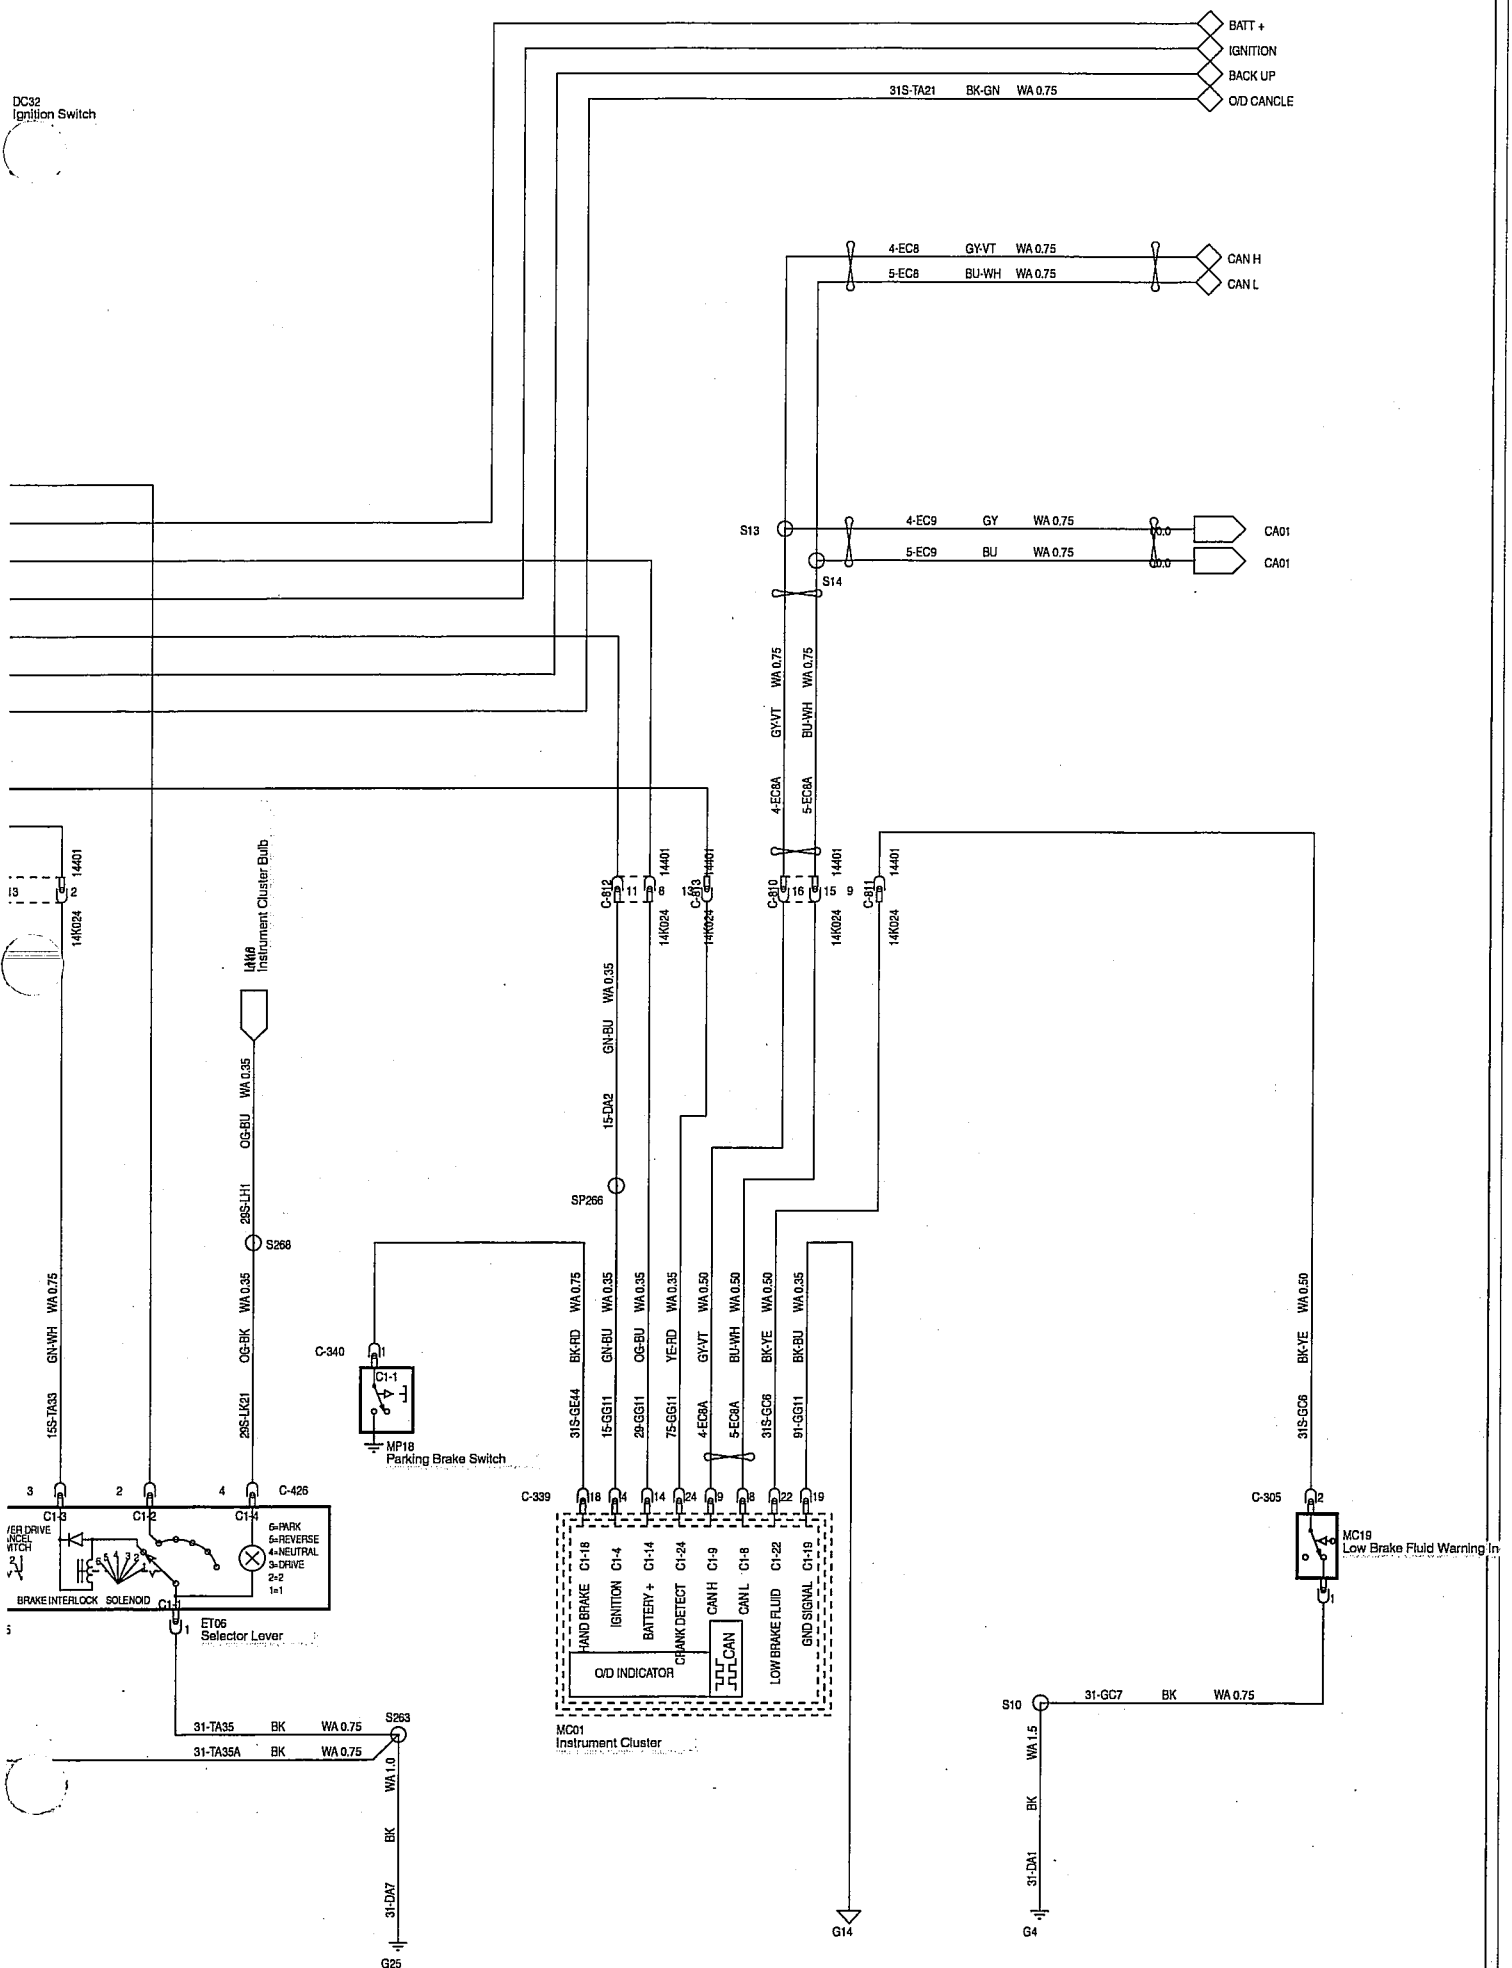 BATT +
IGNITION
BACK UP
31S-TA21 BK-GN WA 0.75
O/D CANCLE
DC32
Ignition Switch
4-EC8 GY-VT WA 0.75
CAN H
5-EC8 BU-WH WA 0.75
CAN L
S13
4-EC9 GY WA 0.75
CA01
5-EC9 BU WA 0.75
CA01
S14
4-EC8A GY-VT WA 0.75
5-EC8A BU-WH WA 0.75
14401
2
14K024
Instrument Cluster Bulb
C-812
11
8
14401
14K024
C-813
13
14401
14K024
C-810
16
15
14401
14K024
9
C-811
14401
14K024
15-DA2 GN-BU WA 0.35
SP266
29S-LH1 OG-BU WA 0.35
S268
15S-TA33 GN-WH WA 0.75
29S-LK21 OG-BK WA 0.35
C-340
1
C1-1
MP18
Parking Brake Switch
31S-GE44 BK-RD WA 0.75
15-GG11 GN-BU WA 0.35
29-GG11 OG-BU WA 0.35
75-GG11 YE-RD WA 0.35
4-EC8A GY-VT WA 0.50
5-EC8A BU-WH WA 0.50
31S-GC6 BK-YE WA 0.50
91-GG11 BK-BU WA 0.35
31S-GC6 BK-YE WA 0.50
3
2
4
C-426
C1-3
C1-2
C1-4
6=PARK
5=REVERSE
4=NEUTRAL
3=DRIVE
2=2
1=1
6 5 4 3 2 1
BRAKE INTERLOCK SOLENOID
C1-1
1
ET06
Selector Lever
C-339
18
4
14
24
9
8
22
19
HAND BRAKE C1-18
IGNITION C1-4
BATTERY + C1-14
CRANK DETECT C1-24
CAN H C1-9
CAN L C1-8
LOW BRAKE FLUID C1-22
GND SIGNAL C1-19
O/D INDICATOR
CAN
MC01
Instrument Cluster
C-305
2
MC19
Low Brake Fluid Warning In
1
31-TA35 BK WA 0.75
S263
31-TA35A BK WA 0.75
31-DA7 BK WA 1.0
G25
G14
S10
31-GC7 BK WA 0.75
31-DA1 BK WA 1.5
G4